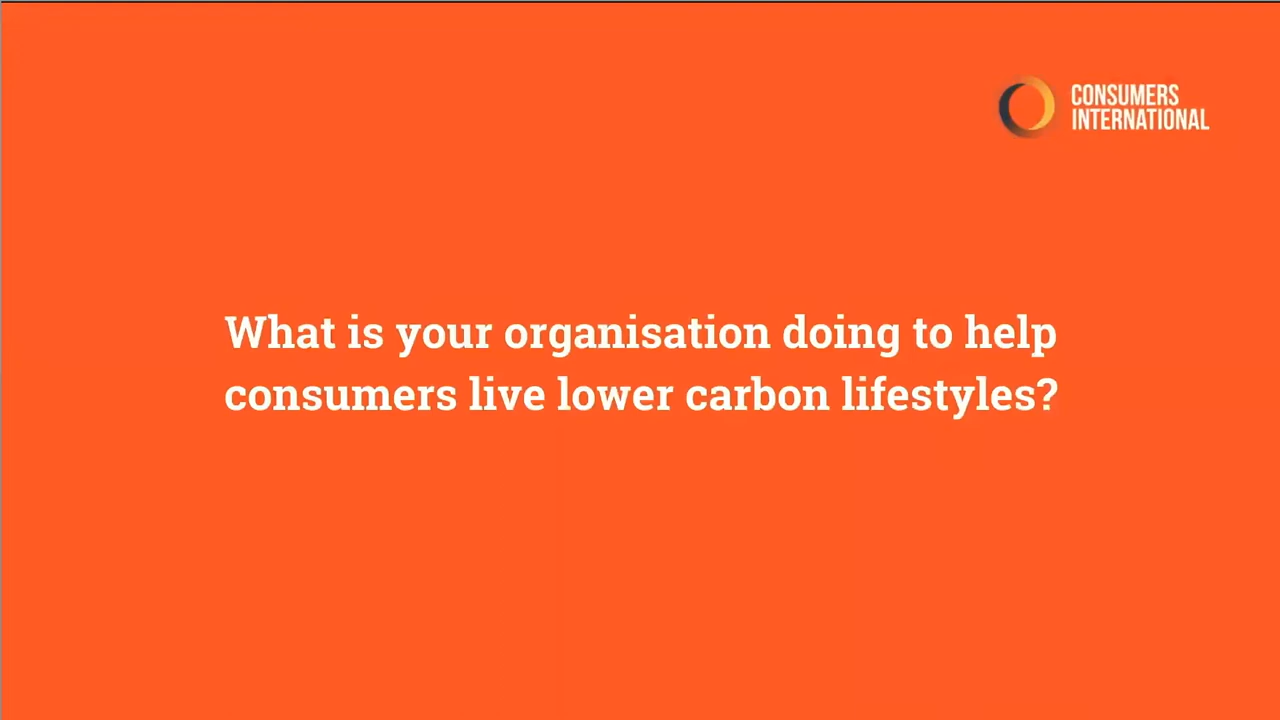 CONSUMERS
INTERNATIONAL
What is your organisation doing to help
consumers live lower carbon lifestyles?